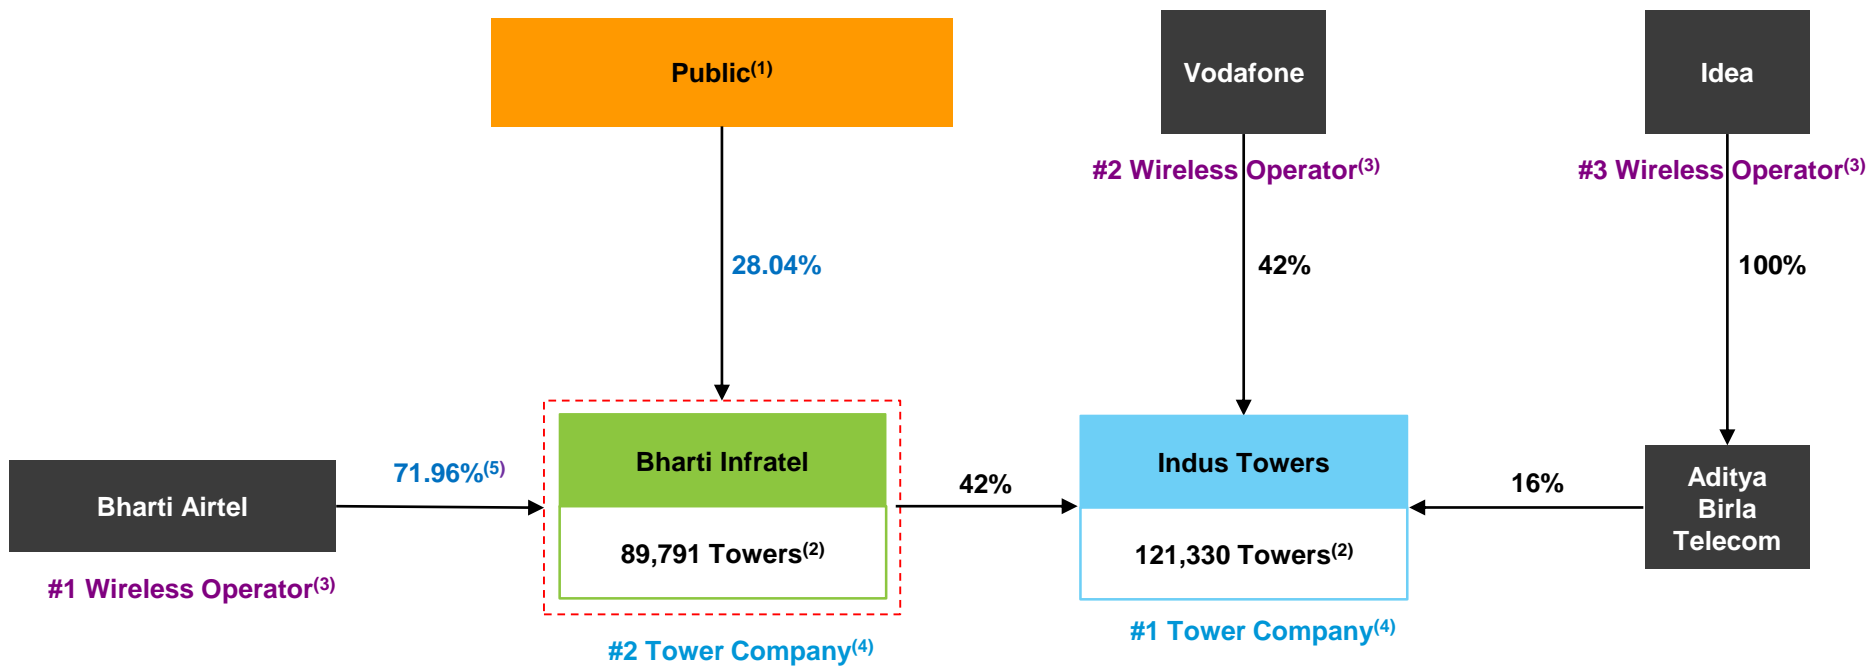 Public(1)
Vodafone
Idea
#2 Wireless Operator(3)
#3 Wireless Operator(3)
28.04%
42%
100%
Bharti Airtel
71.96%(5)
Bharti Infratel
42%
Indus Towers
16%
Aditya
Birla
Telecom
89,791 Towers(2)
121,330 Towers(2)
#1 Wireless Operator(3)
#2 Tower Company(4)
#1 Tower Company(4)